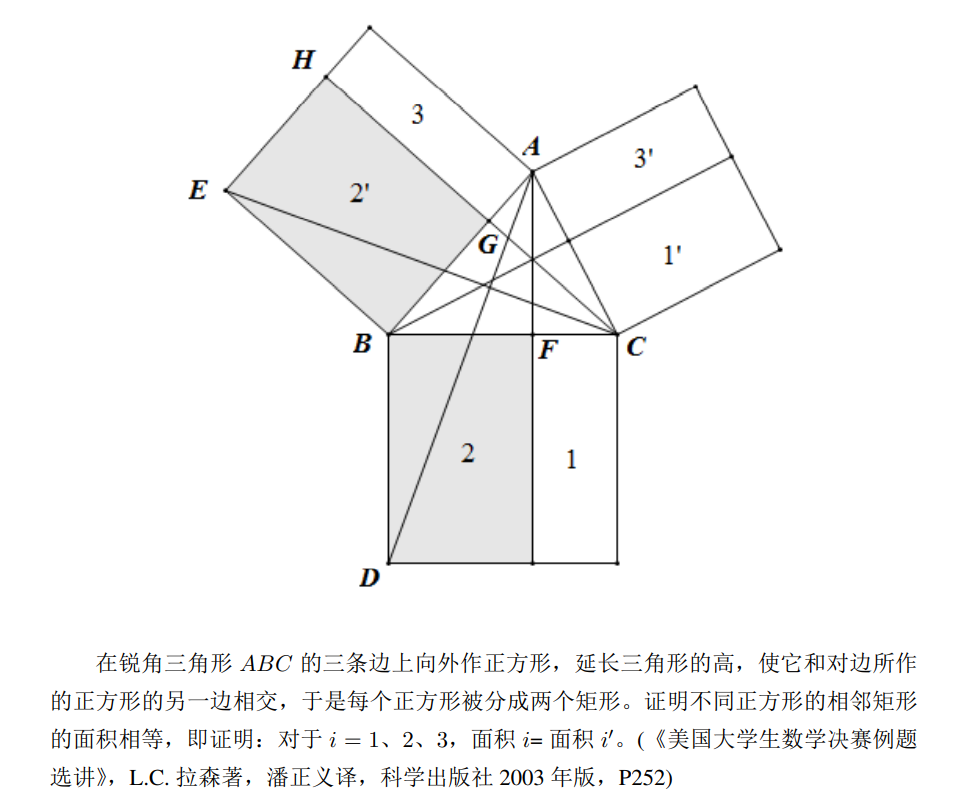 H
3
A
3'
E
2'
G
1'
B
F
C
2
1
D
在锐角三角形 ABC 的三条边上向外作正方形，延长三角形的高，使它和对边所作
的正方形的另一边相交，于是每个正方形被分成两个矩形。证明不同正方形的相邻矩形
的面积相等，即证明：对于 i = 1、2、3，面积 i= 面积 i′。(《美国大学生数学决赛例题
选讲》，L.C. 拉森著，潘正义译，科学出版社 2003 年版，P252)